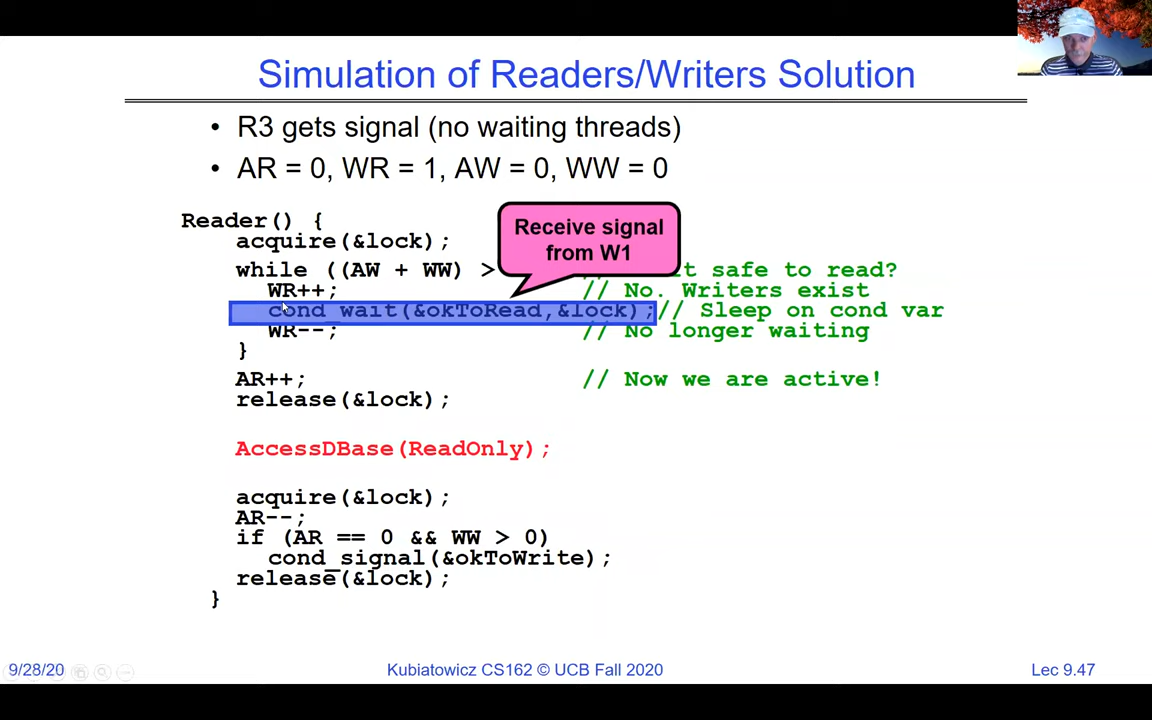 Simulation of Readers/Writers Solution
• R3 gets signal (no waiting threads)
• AR = 0, WR = 1, AW = 0, WW = 0
Receive signal
from W1
Reader() {
acquire(&lock);
while ((AW + WW) > it safe to read?
WR++; // No. Writers exist
cond_wait(&okToRead,&lock);// Sleep on cond var
WR--; // No longer waiting
}
AR++; // Now we are active!
release(&lock);
AccessDBase(ReadOnly);
acquire(&lock);
AR--;
if (AR == 0 && WW > 0)
cond_signal(&okToWrite);
release(&lock);
}
9/28/20 Kubiatowicz CS162 © UCB Fall 2020 Lec 9.47